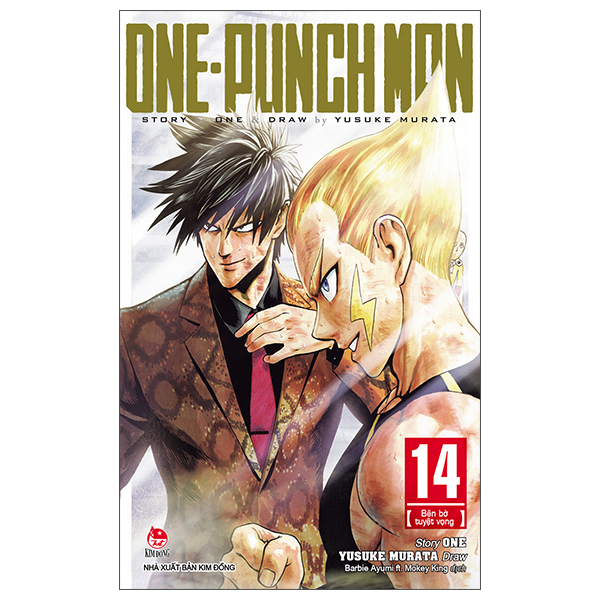 ONE-PUNCH MAN
STORY by ONE & DRAW by YUSUKE MURATA
14
Bên bờ
tuyệt vọng
Story ONE
YUSUKE MURATA Draw
Barbie Ayumi ft. Mokey King dịch
KIM ĐỒNG
NHÀ XUẤT BẢN KIM ĐỒNG